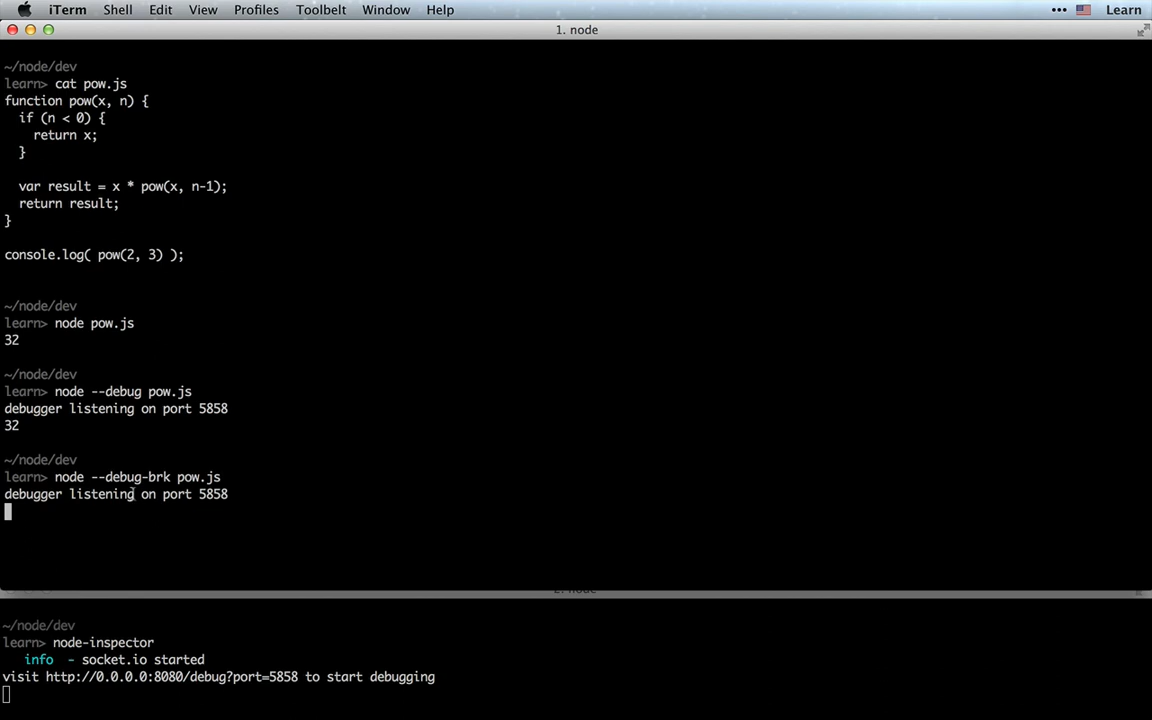 iTerm Shell Edit View Profiles Toolbelt Window Help ••• Learn
1. node
~/node/dev
learn> cat pow.js
function pow(x, n) {
  if (n < 0) {
    return x;
  }
  var result = x * pow(x, n-1);
  return result;
}
console.log( pow(2, 3) );
~/node/dev
learn> node pow.js
32
~/node/dev
learn> node --debug pow.js
debugger listening on port 5858
32
~/node/dev
learn> node --debug-brk pow.js
debugger listening on port 5858
2. node
~/node/dev
learn> node-inspector
   info  - socket.io started
visit http://0.0.0.0:8080/debug?port=5858 to start debugging